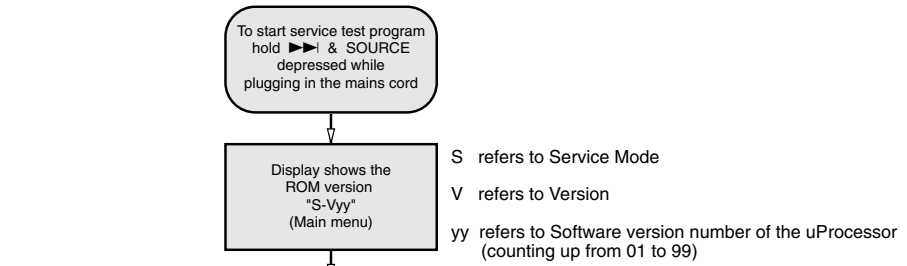 To start service test program
hold ▶▶| & SOURCE
depressed while
plugging in the mains cord
Display shows the
ROM version
"S-Vyy"
(Main menu)
S refers to Service Mode
V refers to Version
yy refers to Software version number of the uProcessor
(counting up from 01 to 99)